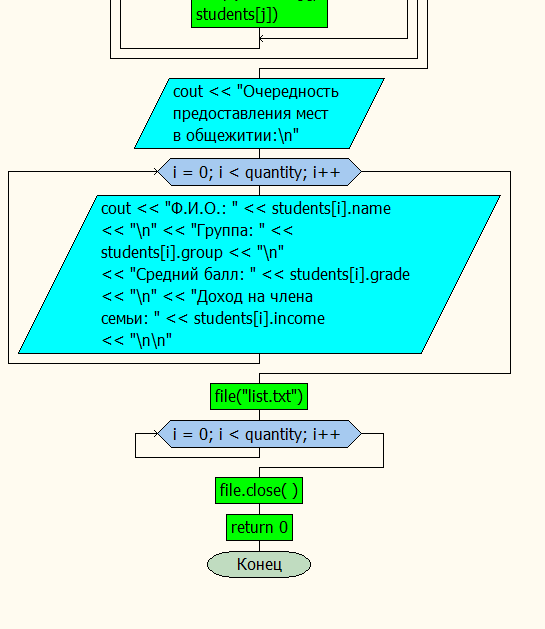 students[j])
cout << "Очередность
предоставления мест
в общежитии:\n"
i = 0; i < quantity; i++
cout << "Ф.И.О.: " << students[i].name
<< "\n" << "Группа: " <<
students[i].group << "\n"
<< "Средний балл: " << students[i].grade
<< "\n" << "Доход на члена
семьи: " << students[i].income
<< "\n\n"
file("list.txt")
i = 0; i < quantity; i++
file.close( )
return 0
Конец